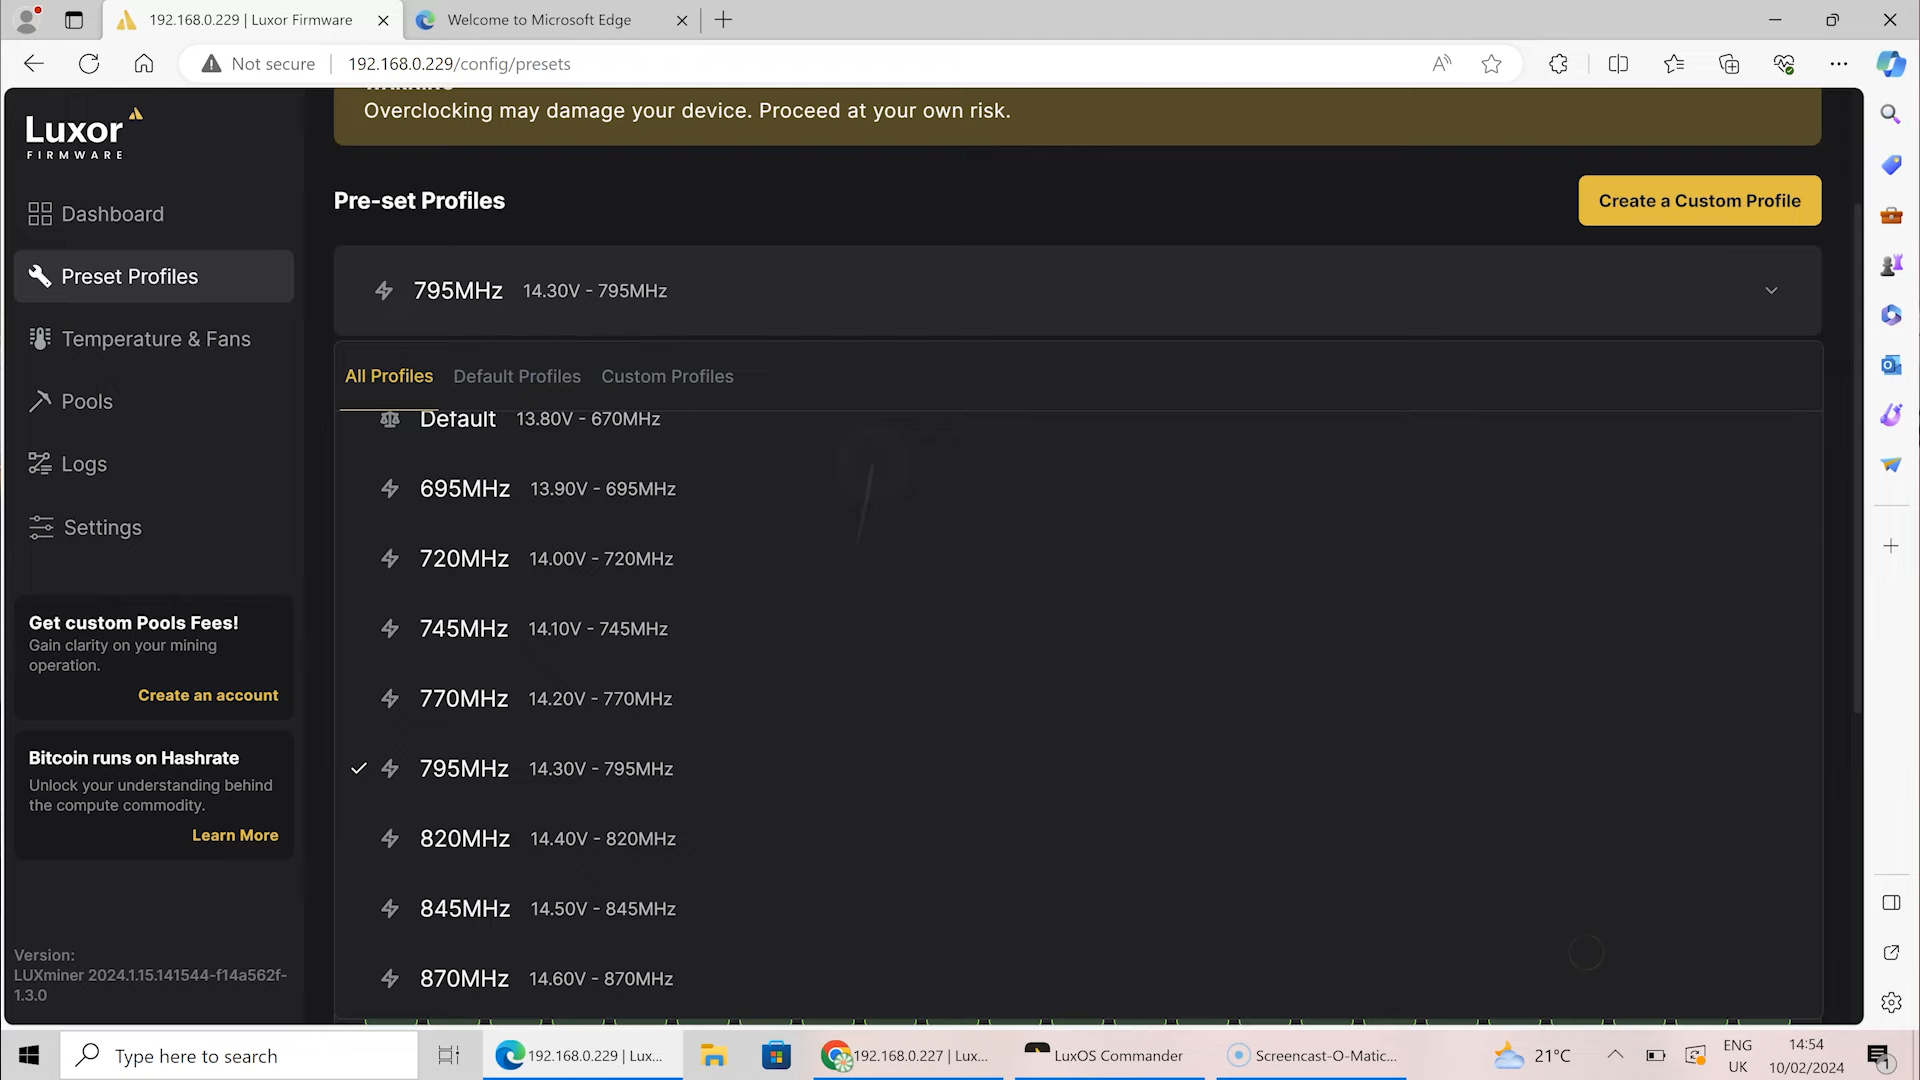 192.168.0.229 | Luxor Firmware
Welcome to Microsoft Edge
Not secure
192.168.0.229/config/presets
Luxor
FIRMWARE
Dashboard
Preset Profiles
Temperature & Fans
Pools
Logs
Settings
Get custom Pools Fees!
Gain clarity on your mining
operation.
Create an account
Bitcoin runs on Hashrate
Unlock your understanding behind
the compute commodity.
Learn More
Version:
LUXminer 2024.1.15.141544-f14a562f-
1.3.0
WARNING
Overclocking may damage your device. Proceed at your own risk.
Pre-set Profiles
Create a Custom Profile
795MHz 14.30V - 795MHz
All Profiles Default Profiles Custom Profiles
Default 13.80V - 670MHz
695MHz 13.90V - 695MHz
720MHz 14.00V - 720MHz
745MHz 14.10V - 745MHz
770MHz 14.20V - 770MHz
795MHz 14.30V - 795MHz
820MHz 14.40V - 820MHz
845MHz 14.50V - 845MHz
870MHz 14.60V - 870MHz
Type here to search
192.168.0.229 | Lux...
192.168.0.227 | Lux...
LuxOS Commander
Screencast-O-Matic...
21°C
ENG
UK
14:54
10/02/2024
1